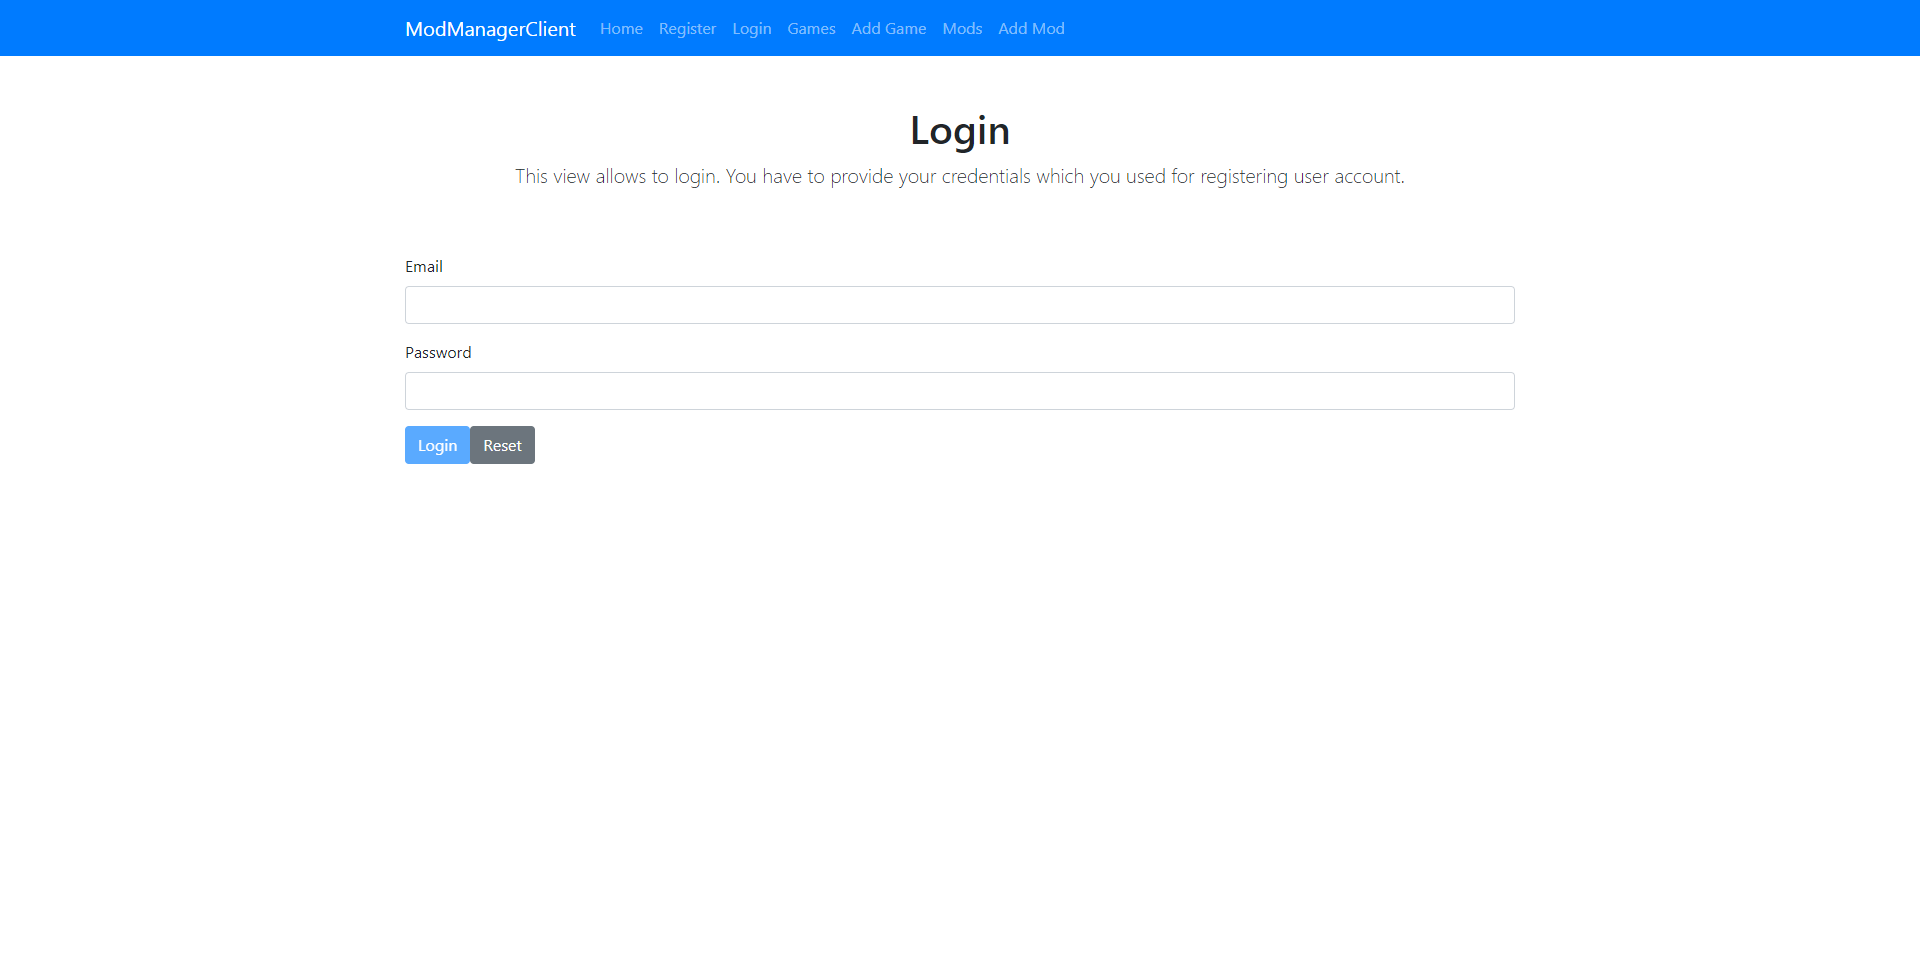 ModManagerClient Home Register Login Games Add Game Mods Add Mod
Login
This view allows to login. You have to provide your credentials which you used for registering user account.
Email
Password
Login Reset